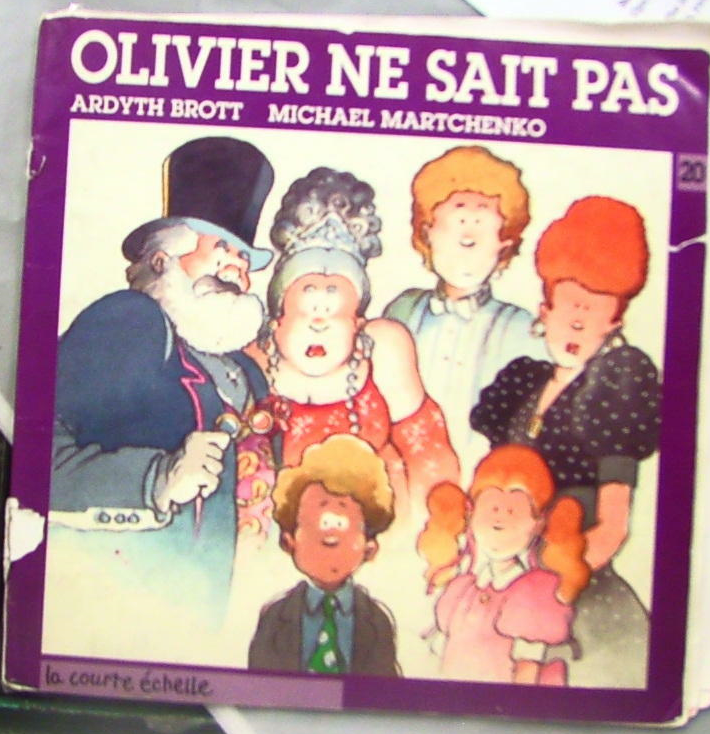 OLIVIER NE SAIT PAS
ARDYTH BROTT MICHAEL MARTCHENKO
20
la courte échelle